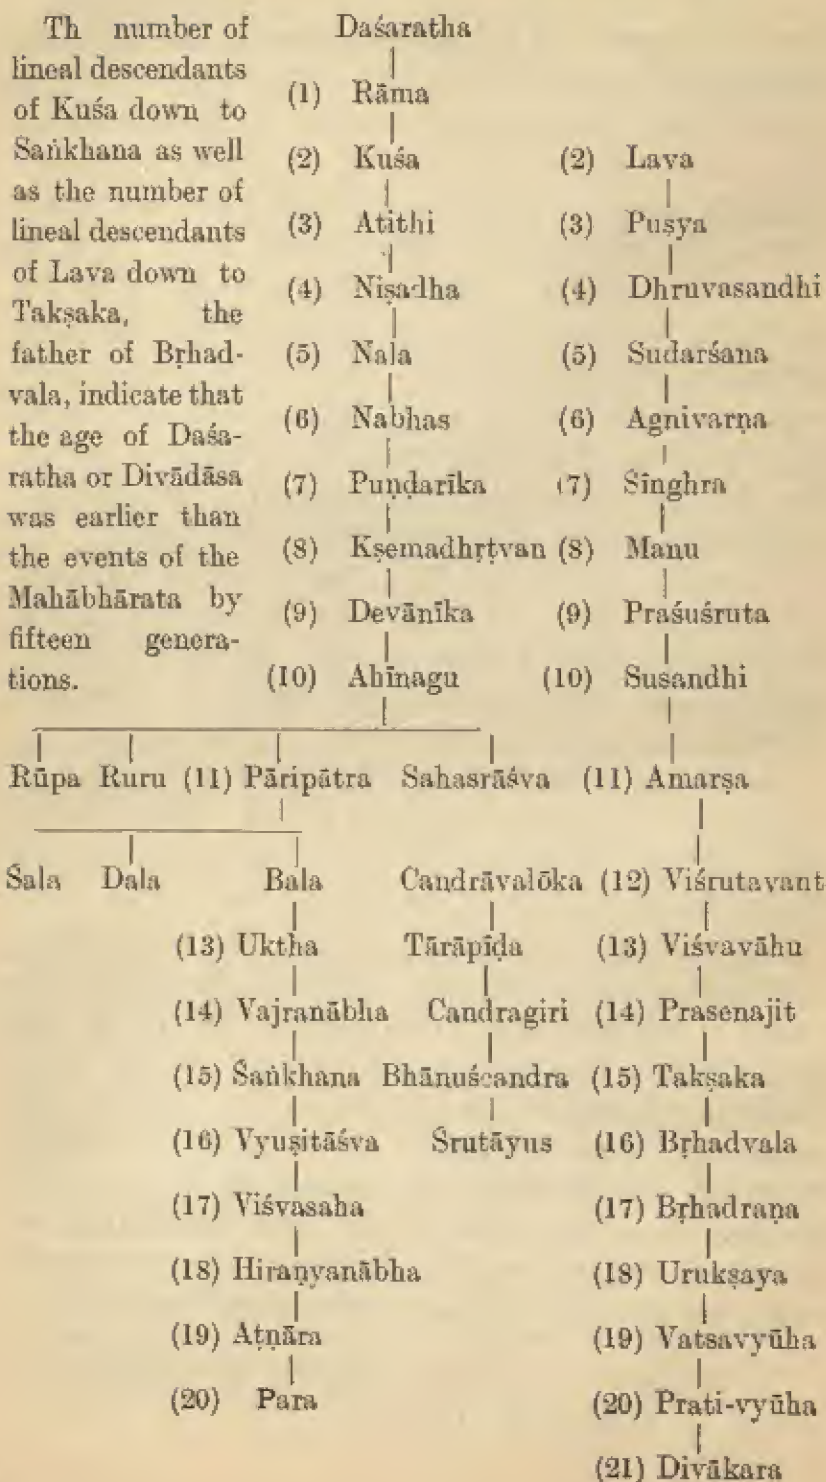 Th number of
lineal descendants
of Kuśa down to
Saṅkhana as well
as the number of
lineal descendants
of Lava down to
Takṣaka, the
father of Bṛhad-
vala, indicate that
the age of Daśa-
ratha or Divādāsa
was earlier than
the events of the
Mahābhārata by
fifteen genera-
tions.
Daśaratha
(1) Rāma
(2) Kuśa (2) Lava
(3) Atithi (3) Puṣya
(4) Niṣadha (4) Dhruvasandhi
(5) Nala (5) Sudarśana
(6) Nabhas (6) Agnivarṇa
(7) Puṇḍarīka (7) Sīnghra
(8) Kṣemadhṛtvan (8) Manu
(9) Devānīka (9) Praśuśruta
(10) Ahīnagu (10) Susandhi
Rūpa Ruru (11) Pāripātra Sahasrāśva (11) Amarṣa
Śala Dala Bala Candrāvalōka (12) Viśrutavant
(13) Uktha Tārāpīḍa (13) Viśvavāhu
(14) Vajranābha Candragiri (14) Prasenajit
(15) Śaṅkhana Bhānuścandra (15) Takṣaka
(16) Vyuṣitāśva Śrutāyus (16) Bṛhadvala
(17) Viśvasaha (17) Bṛhadraṇa
(18) Hiraṇyanābha (18) Urukṣaya
(19) Aṭṇāra (19) Vatsavyūha
(20) Para (20) Prati-vyūha
(21) Divākara